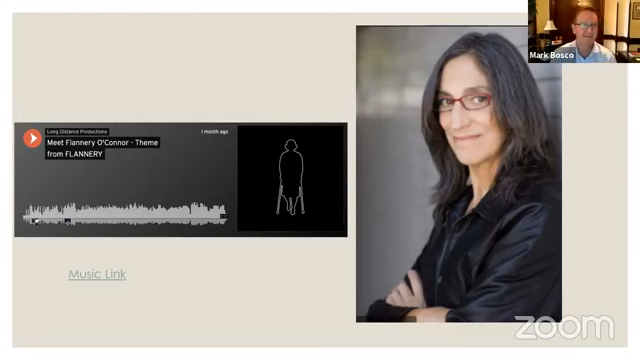 Mark Bosco
Long Distance Productions
1 month ago
Meet Flannery O'Connor - Theme
from FLANNERY
Music Link
zoom